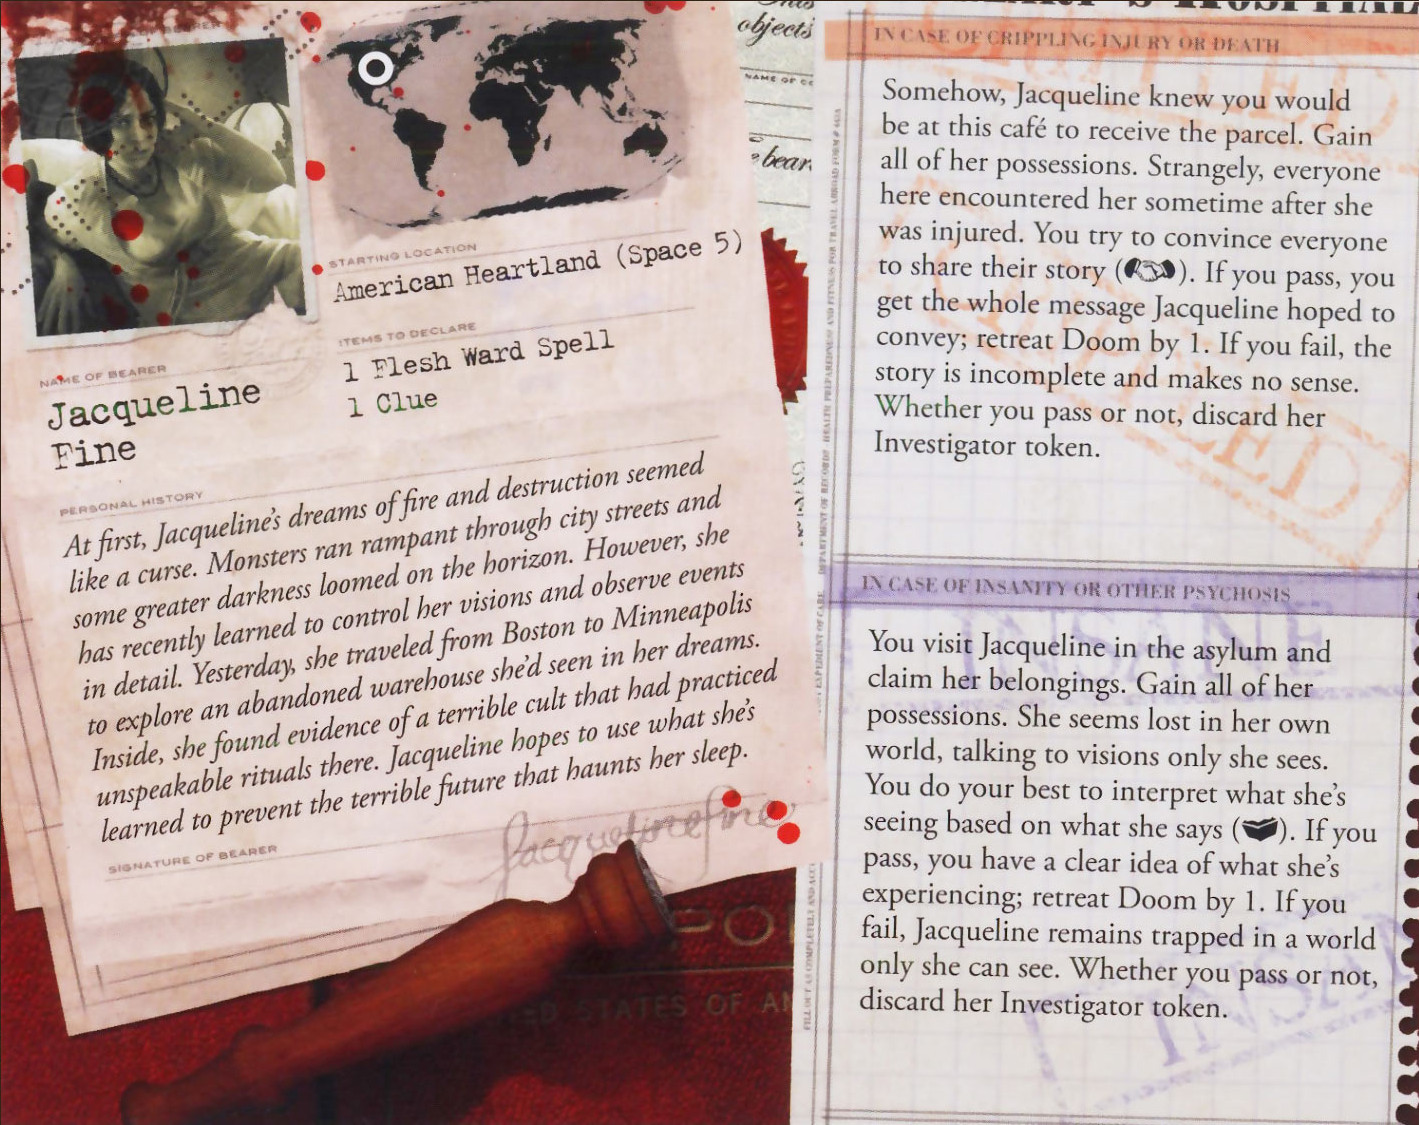 STARTING LOCATION
American Heartland (Space 5)
ITEMS TO DECLARE
1 Flesh Ward Spell
1 Clue
NAME OF BEARER
Jacqueline
Fine
PERSONAL HISTORY
At first, Jacqueline's dreams of fire and destruction seemed
like a curse. Monsters ran rampant through city streets and
some greater darkness loomed on the horizon. However, she
has recently learned to control her visions and observe events
in detail. Yesterday, she traveled from Boston to Minneapolis
to explore an abandoned warehouse she'd seen in her dreams.
Inside, she found evidence of a terrible cult that had practiced
unspeakable rituals there. Jacqueline hopes to use what she's
learned to prevent the terrible future that haunts her sleep.
SIGNATURE OF BEARER
Jacqueline Fine
STATES OF
objects
NAME OF
bear
IN CASE OF CRIPPLING INJURY OR DEATH
Somehow, Jacqueline knew you would
be at this café to receive the parcel. Gain
all of her possessions. Strangely, everyone
here encountered her sometime after she
was injured. You try to convince everyone
to share their story ( ). If you pass, you
get the whole message Jacqueline hoped to
convey; retreat Doom by 1. If you fail, the
story is incomplete and makes no sense.
Whether you pass or not, discard her
Investigator token.
IN CASE OF INSANITY OR OTHER PSYCHOSIS
You visit Jacqueline in the asylum and
claim her belongings. Gain all of her
possessions. She seems lost in her own
world, talking to visions only she sees.
You do your best to interpret what she's
seeing based on what she says ( ). If you
pass, you have a clear idea of what she's
experiencing; retreat Doom by 1. If you
fail, Jacqueline remains trapped in a world
only she can see. Whether you pass or not,
discard her Investigator token.
INSANE